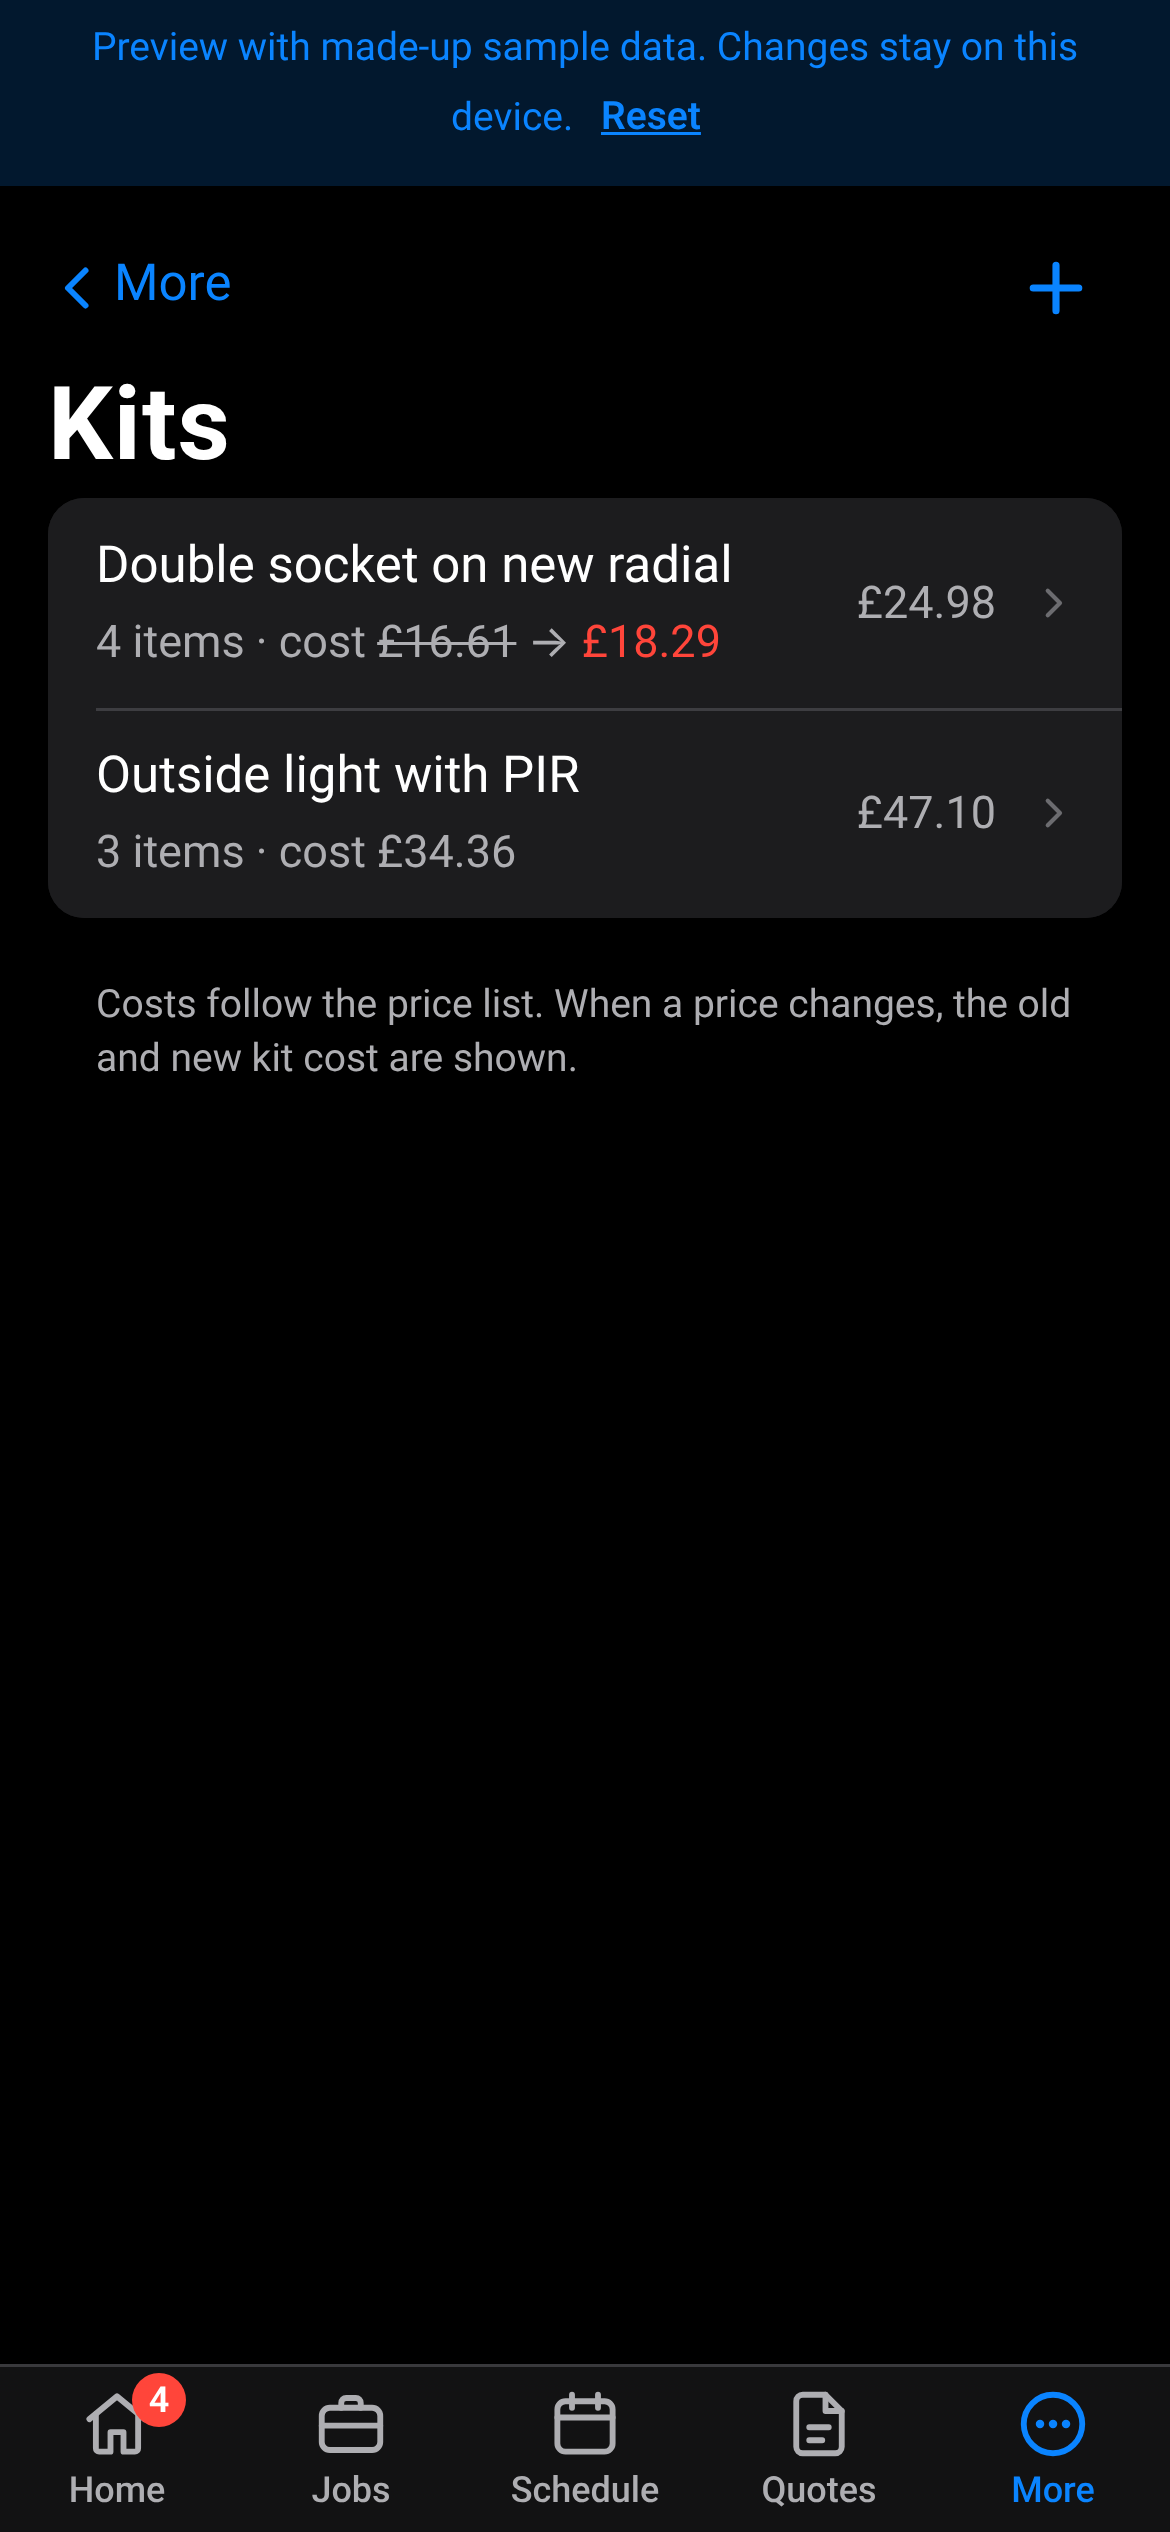 Preview with made-up sample data. Changes stay on this
device. Reset
More
Kits
Double socket on new radial
4 items · cost £16.61 → £18.29
£24.98
Outside light with PIR
3 items · cost £34.36
£47.10
Costs follow the price list. When a price changes, the old
and new kit cost are shown.
4
Home
Jobs
Schedule
Quotes
More